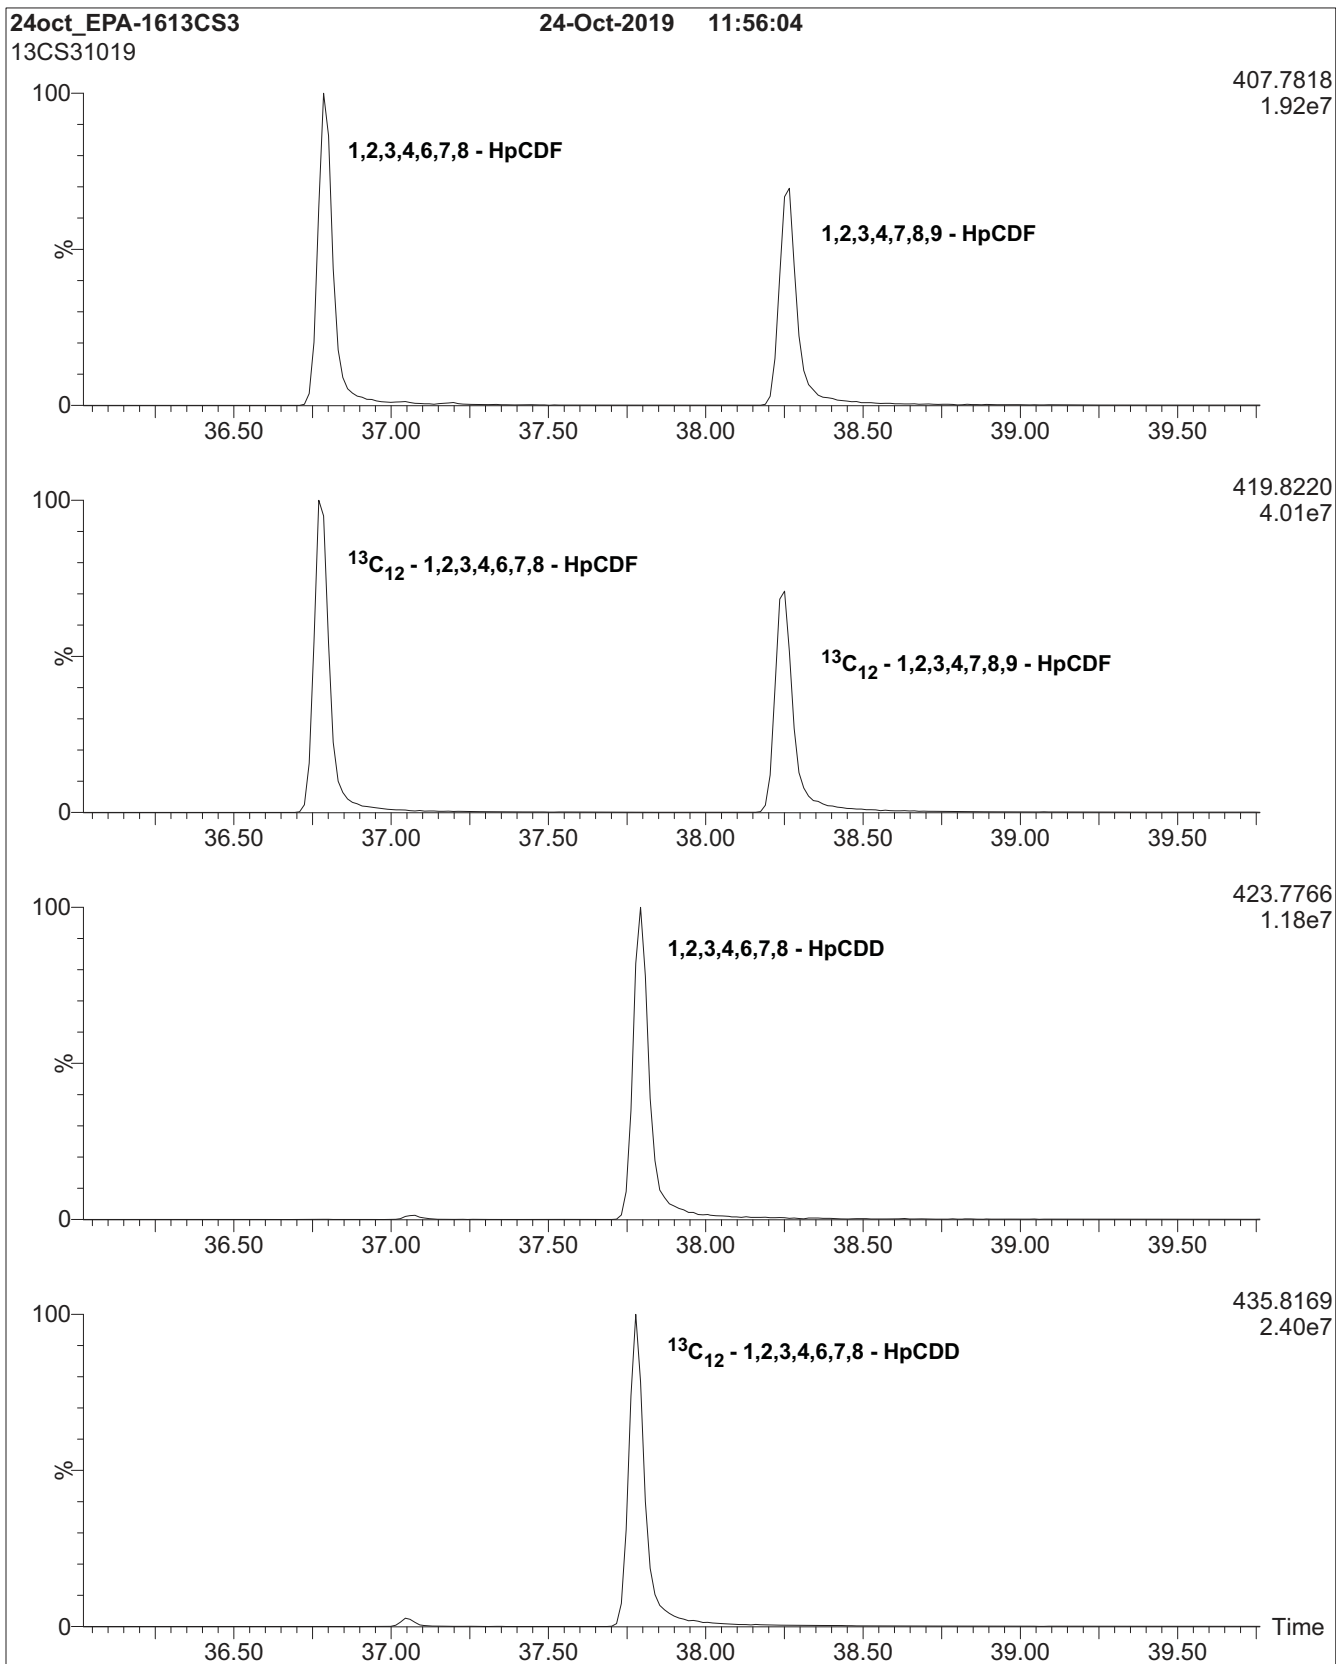 24oct_EPA-1613CS3 24-Oct-2019 11:56:04
13CS31019
407.7818
1.92e7
100
1,2,3,4,6,7,8 - HpCDF
1,2,3,4,7,8,9 - HpCDF
%
0
36.50 37.00 37.50 38.00 38.50 39.00 39.50
419.8220
4.01e7
100
13C12 - 1,2,3,4,6,7,8 - HpCDF
13C12 - 1,2,3,4,7,8,9 - HpCDF
%
0
36.50 37.00 37.50 38.00 38.50 39.00 39.50
423.7766
1.18e7
100
1,2,3,4,6,7,8 - HpCDD
%
0
36.50 37.00 37.50 38.00 38.50 39.00 39.50
435.8169
2.40e7
100
13C12 - 1,2,3,4,6,7,8 - HpCDD
%
0
Time
36.50 37.00 37.50 38.00 38.50 39.00 39.50